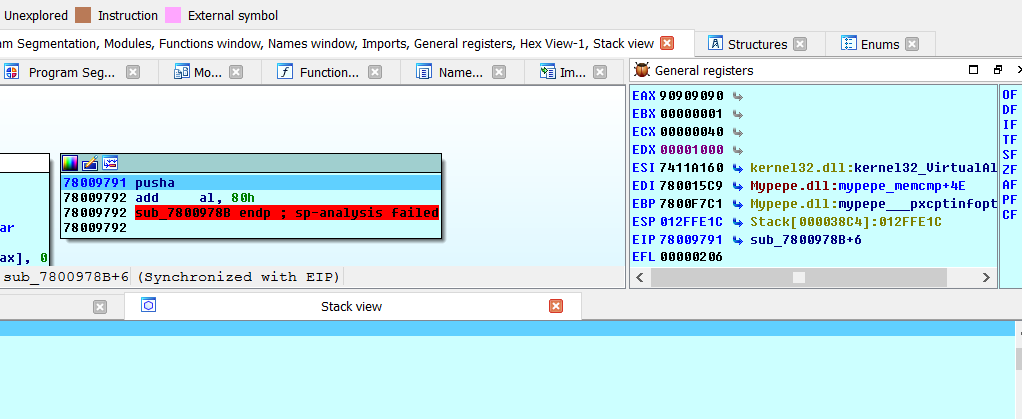 Unexplored Instruction External symbol
am Segmentation, Modules, Functions window, Names window, Imports, General registers, Hex View-1, Stack view Structures Enums
Program Seg... Mo... Function... Name... Im... General registers
EAX 90909090
EBX 00000001
ECX 00000040
EDX 00001000
ESI 7411A160 kernel32.dll:kernel32_VirtualAl
EDI 780015C9 Mypepe.dll:mypepe_memcmp+4E
EBP 7800F7C1 Mypepe.dll:mypepe___pxcptinfopt
ESP 012FFE1C Stack[000038C4]:012FFE1C
EIP 78009791 sub_7800978B+6
EFL 00000206
OF
DF
IF
TF
SF
ZF
AF
PF
CF
78009791 pusha
78009792 add al, 80h
78009792 sub_7800978B endp ; sp-analysis failed
78009792
ar
ax], 0
sub_7800978B+6 (Synchronized with EIP)
Stack view